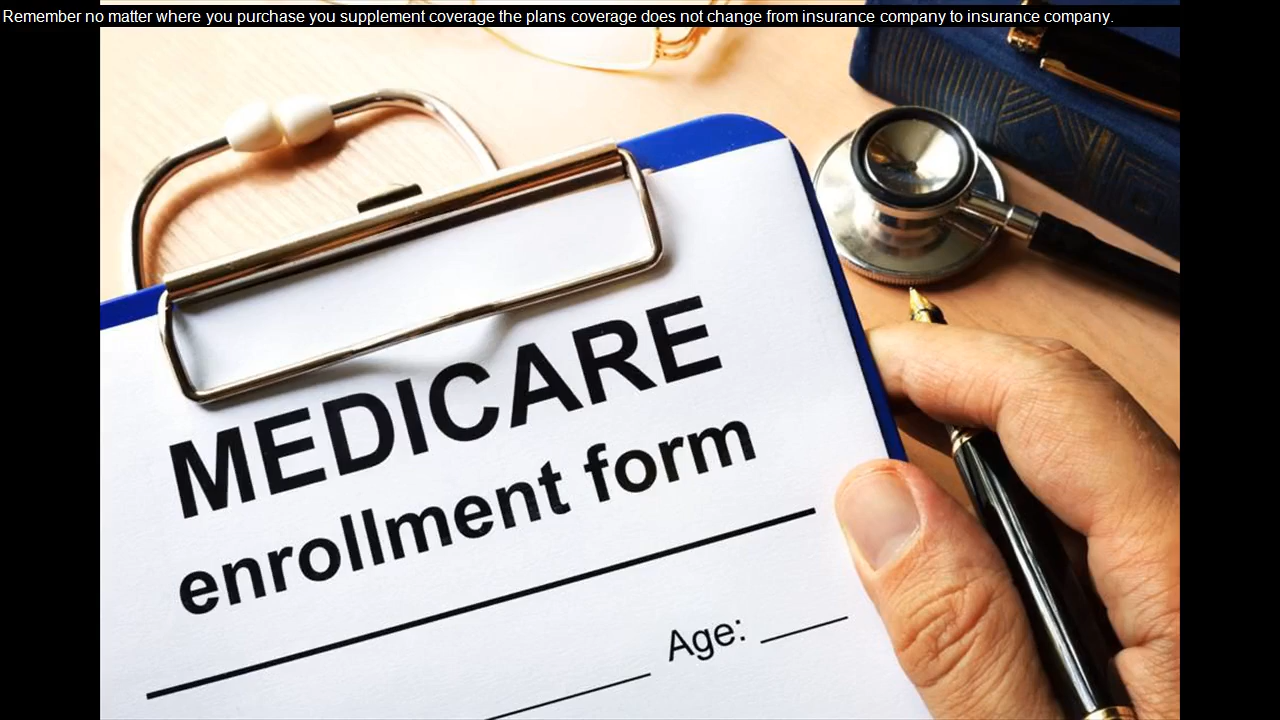 Remember no matter where you purchase you supplement coverage the plans coverage does not change from insurance company to insurance company.
MEDICARE
enrollment form
Age: